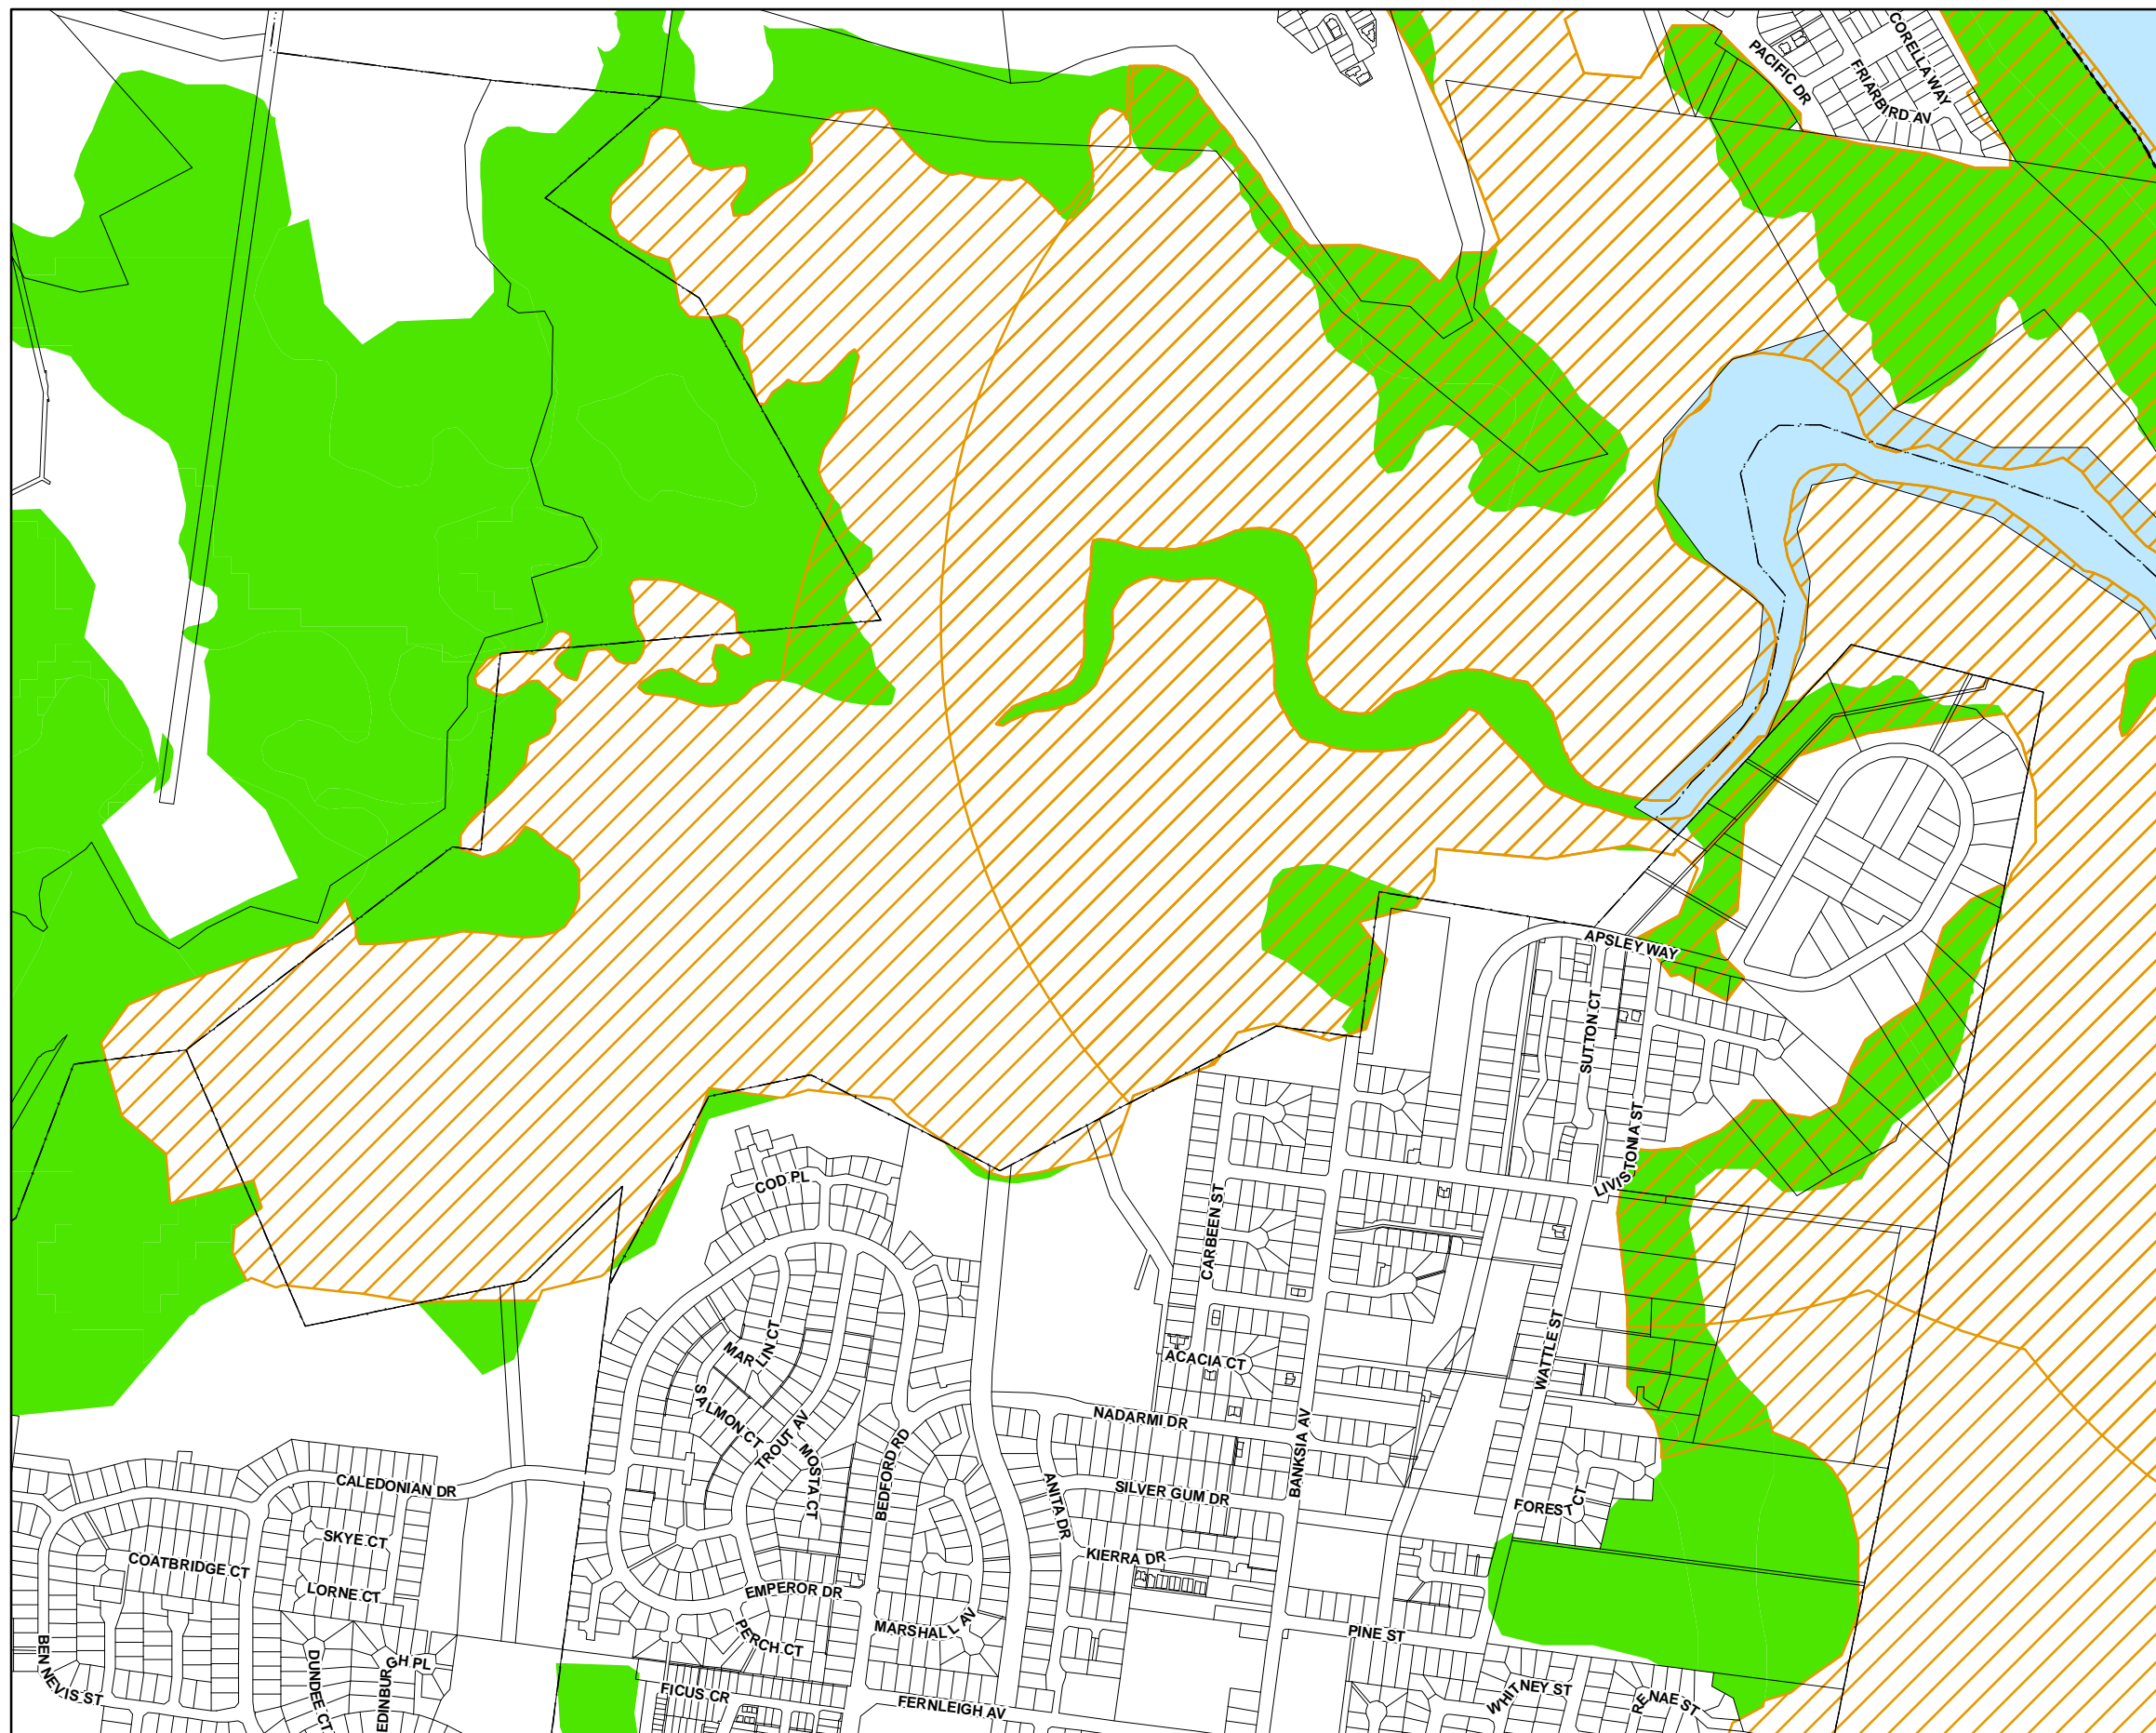 CORELLA WAY
PACIFIC DR
FRIARBIRD AV
APSLEY WAY
SUTTON CT
LIVISTONIA ST
COD PL
CARBEEN ST
MARLIN CT
ACACIA CT
WATTLE ST
SALMON CT
TROUT AV
NADARMI DR
BANKSIA AV
MOSTA CT
BEDFORD RD
CALEDONIAN DR
ANITA DR
SILVER GUM DR
FOREST CT
SKYE CT
COATBRIDGE CT
KIERRA DR
LORNE CT
EMPEROR DR
MARSHALL AV
PERCH CT
PINE ST
BEN NEVIS ST
DUNDEE CT
EDINBURGH PL
FICUS CR
FERNLEIGH AV
WHITNEY ST
RENAE ST